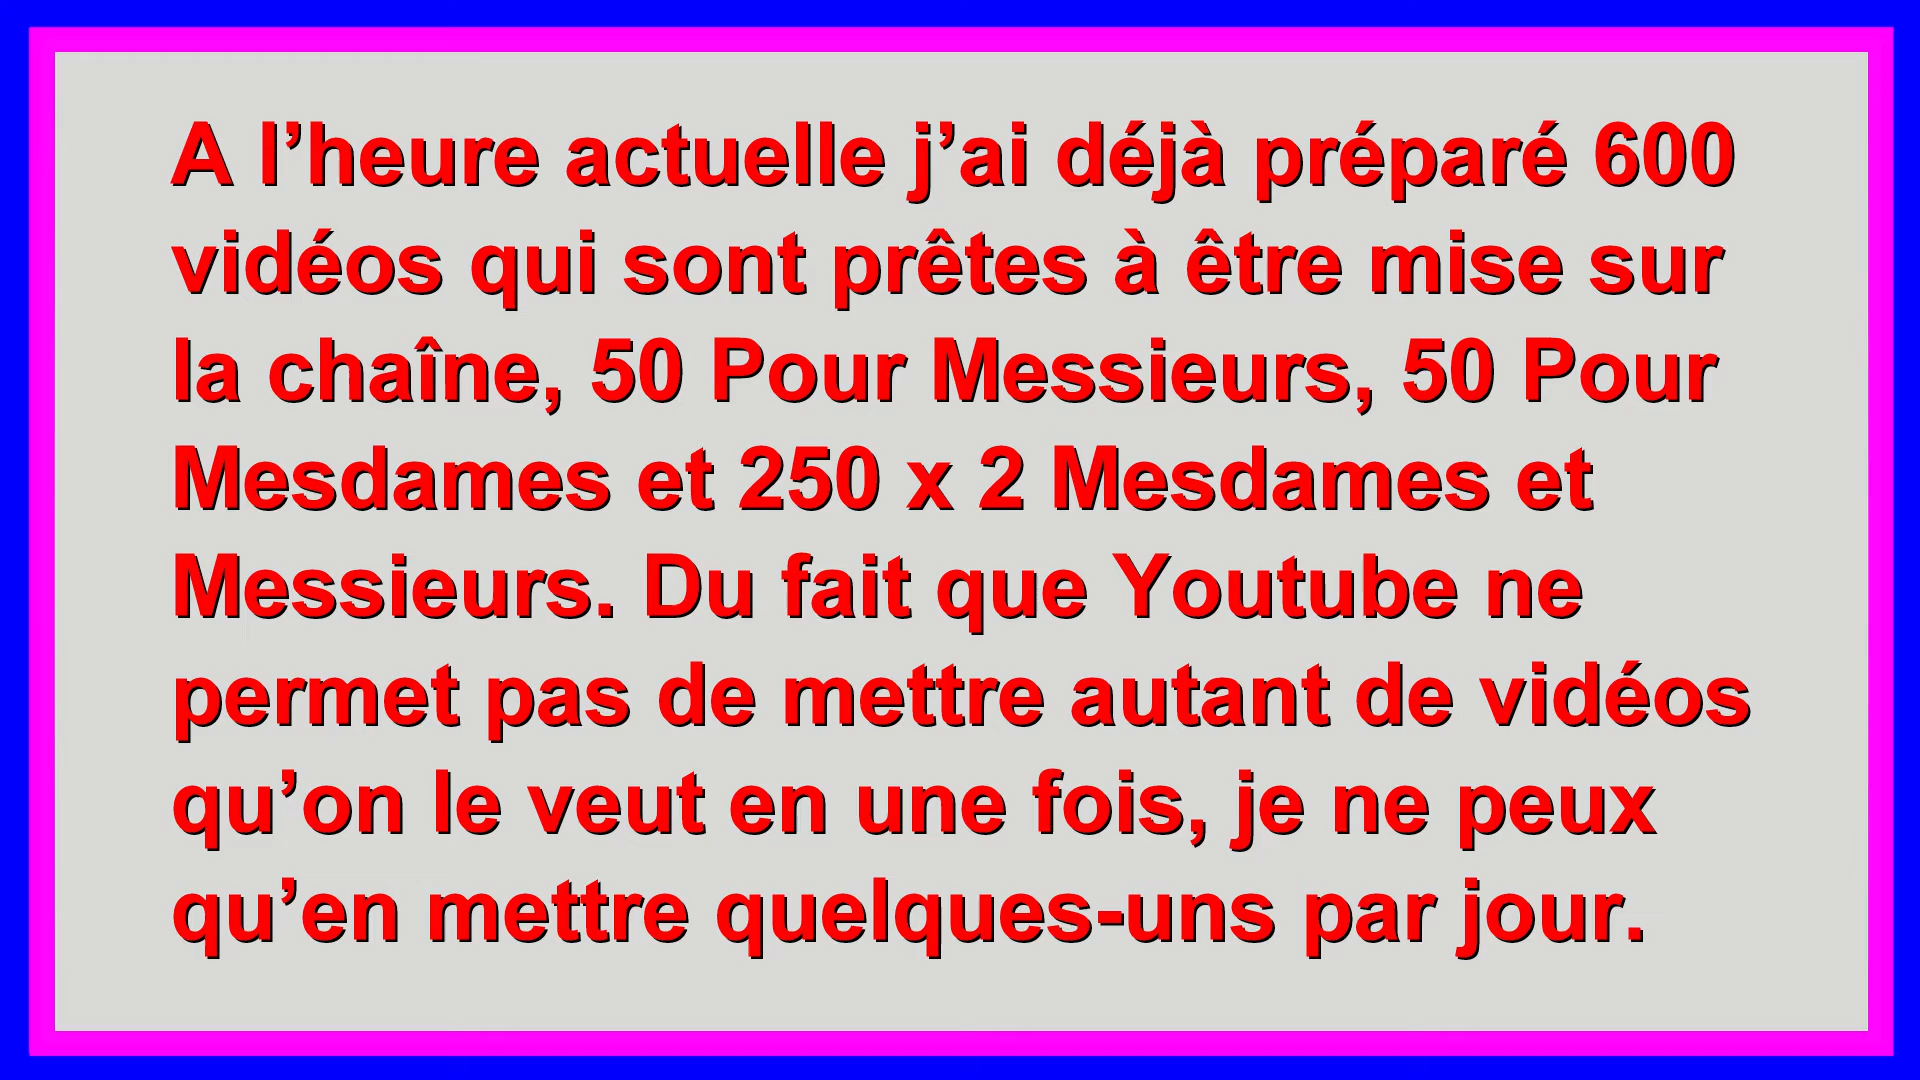 A l’heure actuelle j’ai déjà préparé 600
vidéos qui sont prêtes à être mise sur
la chaîne, 50 Pour Messieurs, 50 Pour
Mesdames et 250 x 2 Mesdames et
Messieurs. Du fait que Youtube ne
permet pas de mettre autant de vidéos
qu’on le veut en une fois, je ne peux
qu’en mettre quelques-uns par jour.